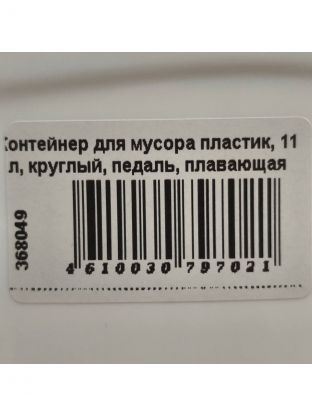 Контейнер для мусора пластик, 11
л, круглый, педаль, плавающая
368049
4 610030 797021